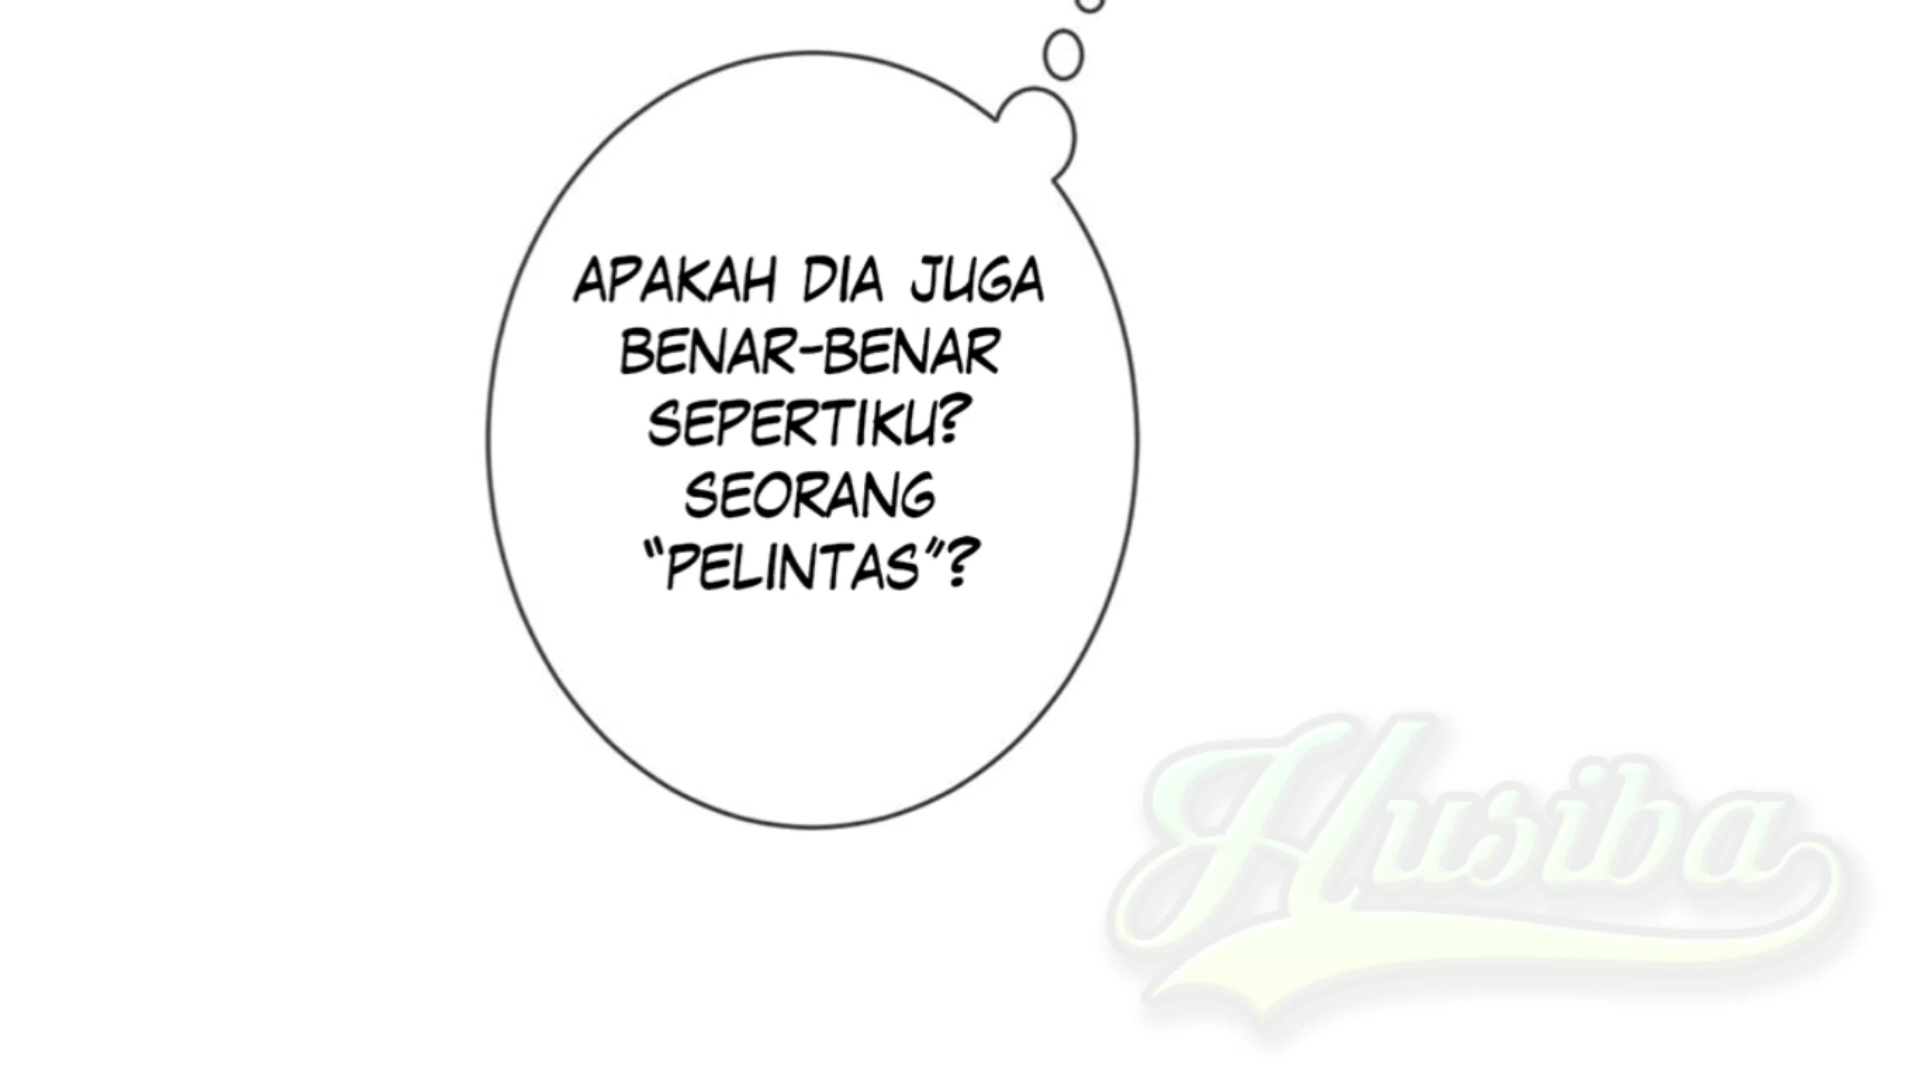 APAKAH DIA JUGA
BENAR-BENAR
SEPERTIKU?
SEORANG
“PELINTAS”?
Husiba